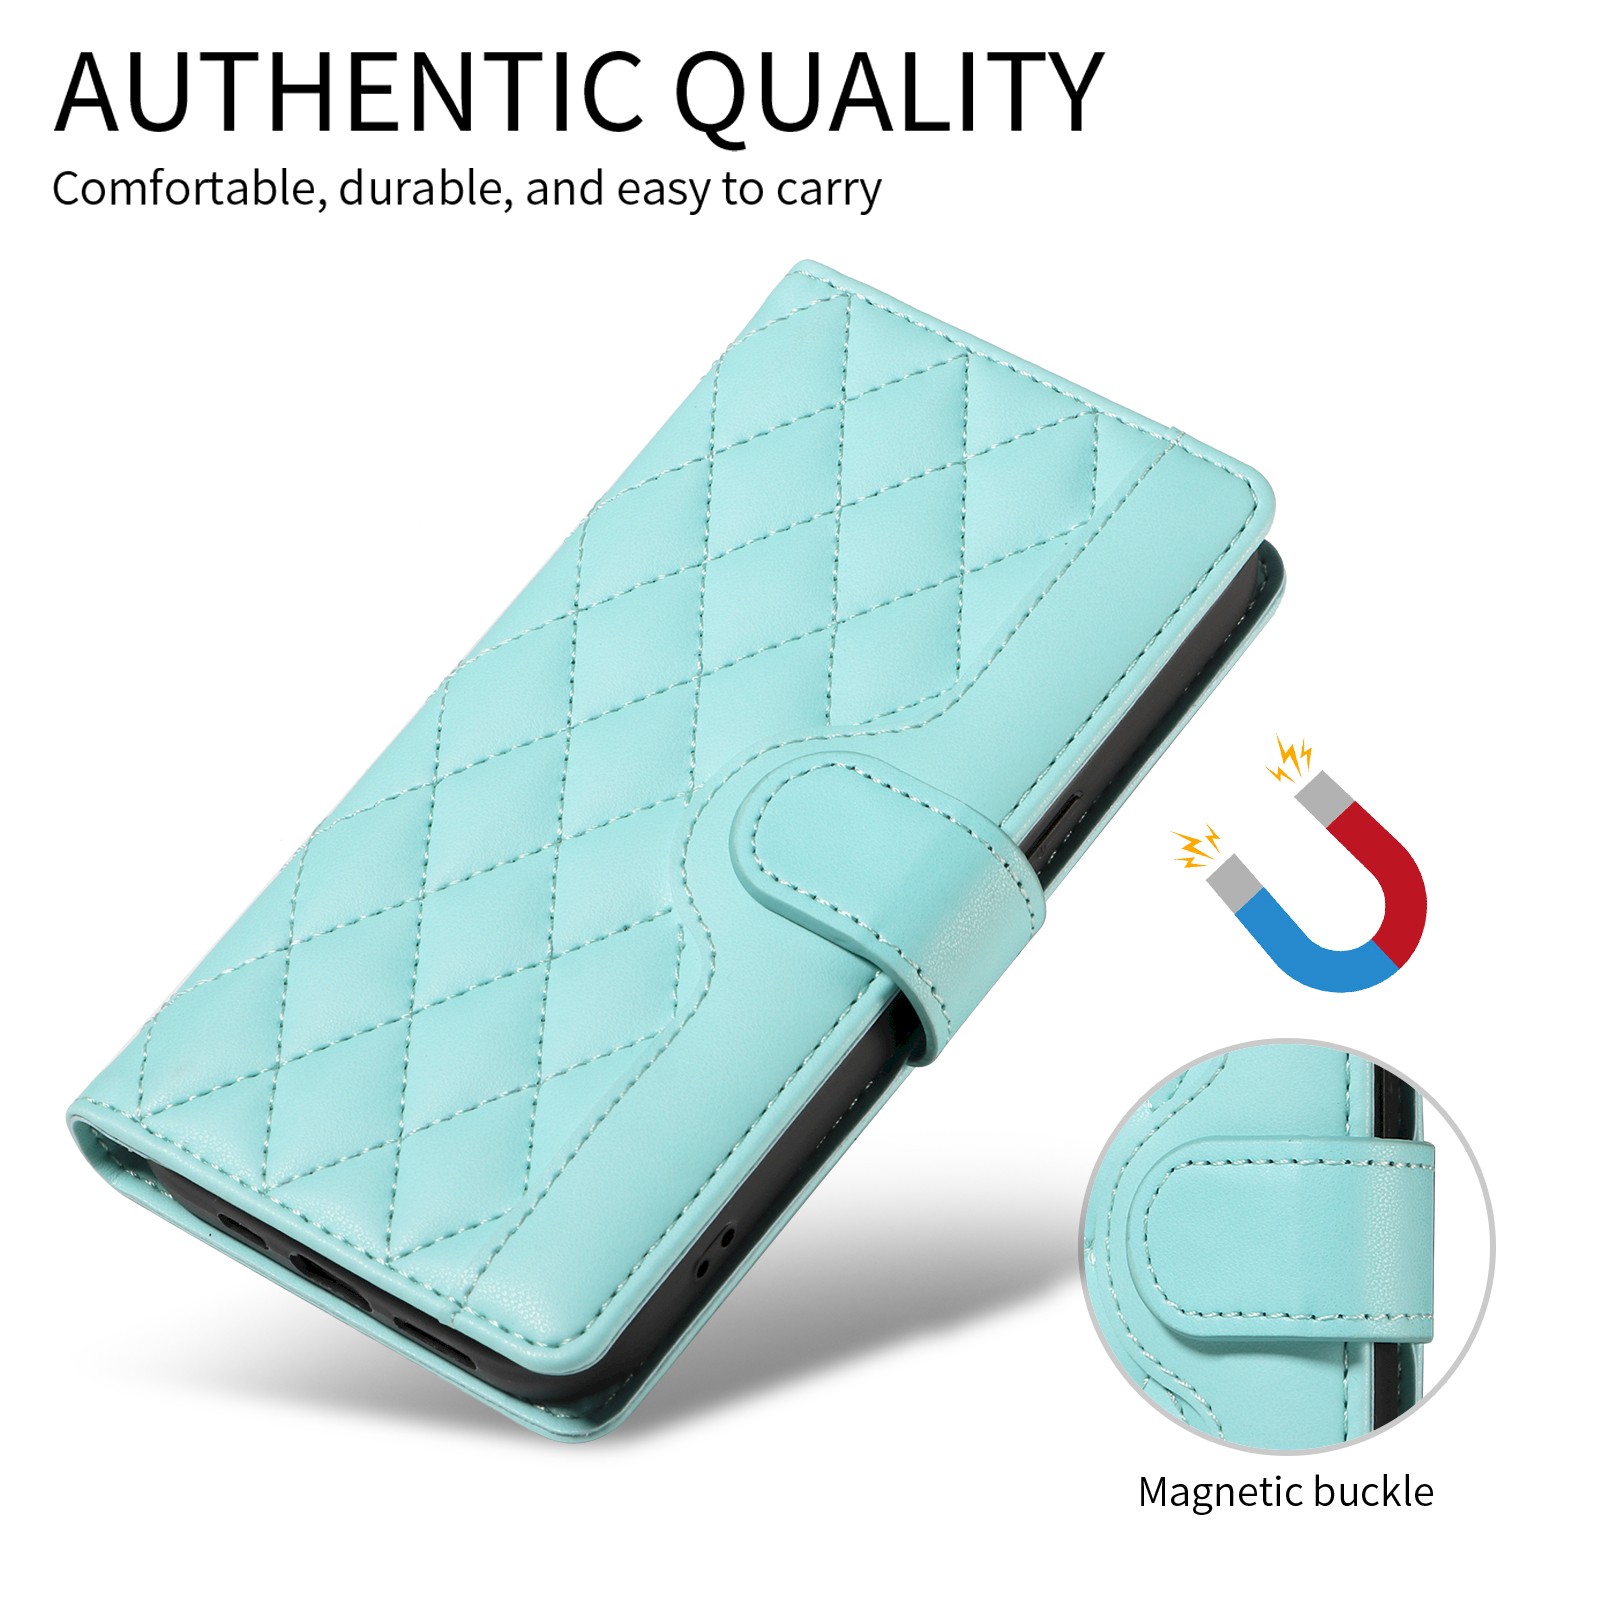 AUTHENTIC QUALITY
Comfortable, durable, and easy to carry
Magnetic buckle